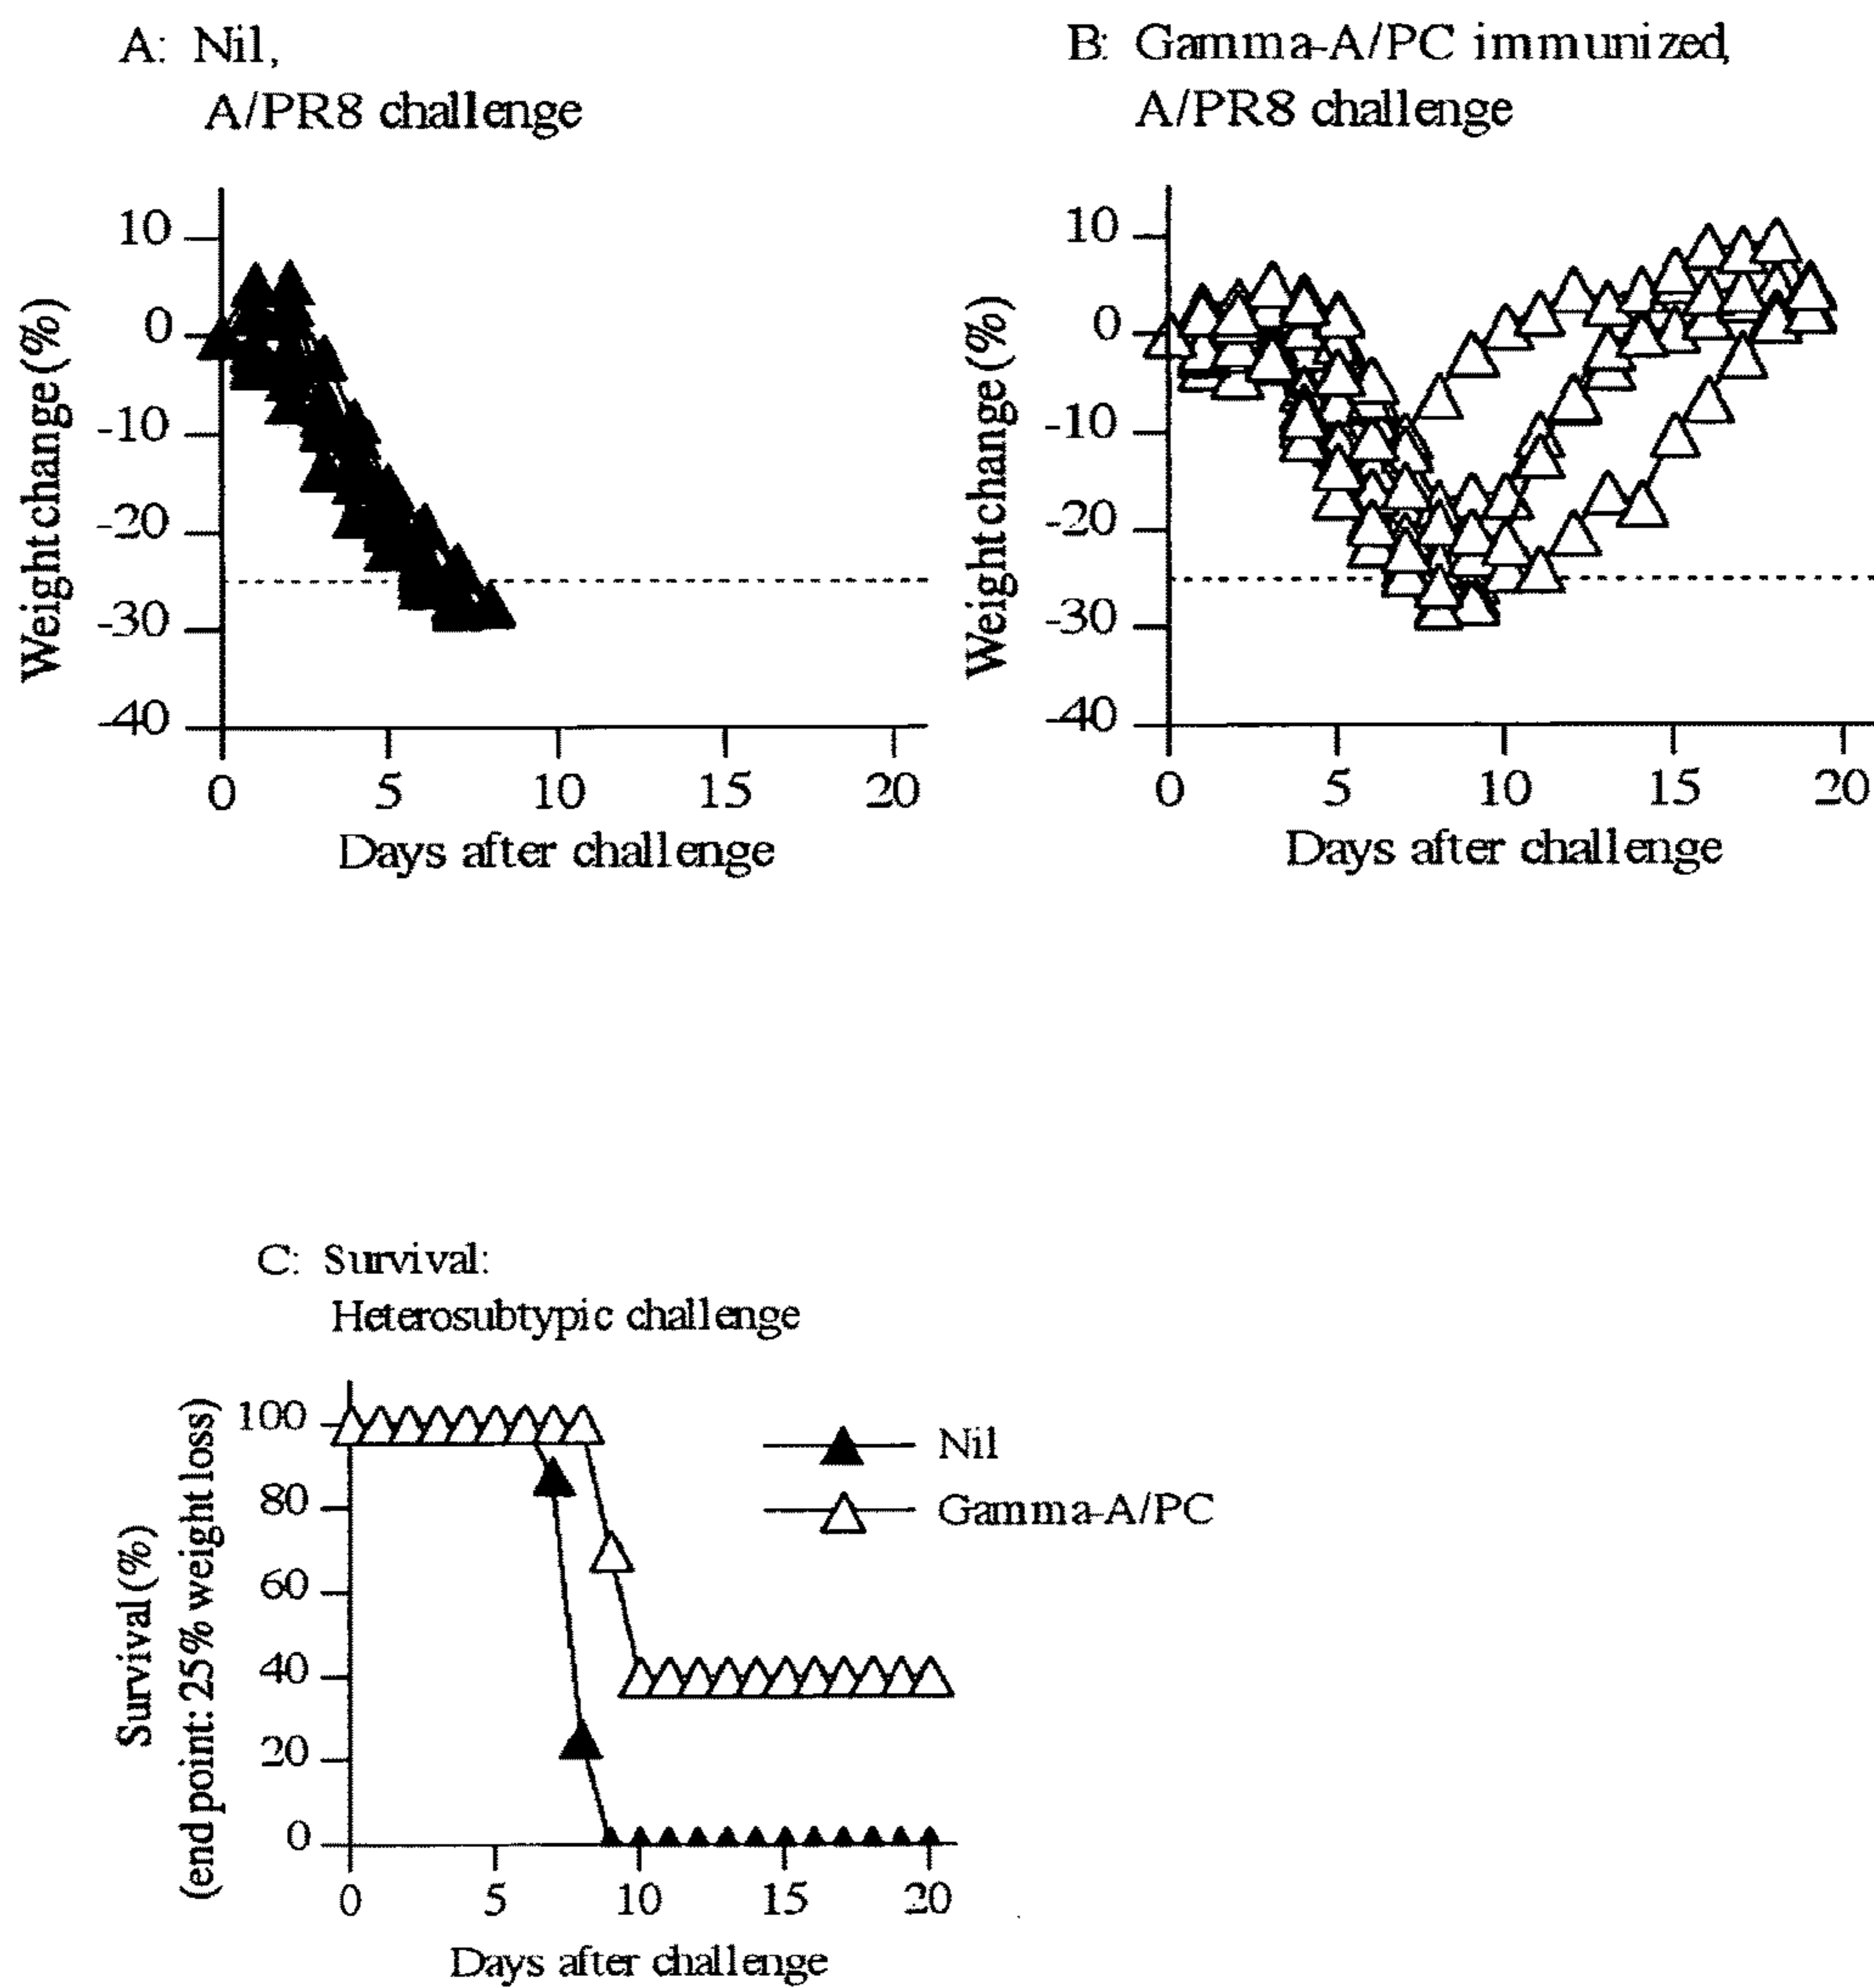 A: Nil,
A/PR8 challenge
10
0
-10
-20
-30
-40
Weight change (%)
0 5 10 15 20
Days after challenge
B: Gamma-A/PC immunized,
A/PR8 challenge
10
0
-10
-20
-30
-40
Weight change (%)
0 5 10 15 20
Days after challenge
C: Survival:
Heterosubtypic challenge
Survival (%)
(end point: 25% weight loss)
100
80
60
40
20
0
0 5 10 15 20
Days after challenge
Nil
Gamma-A/PC